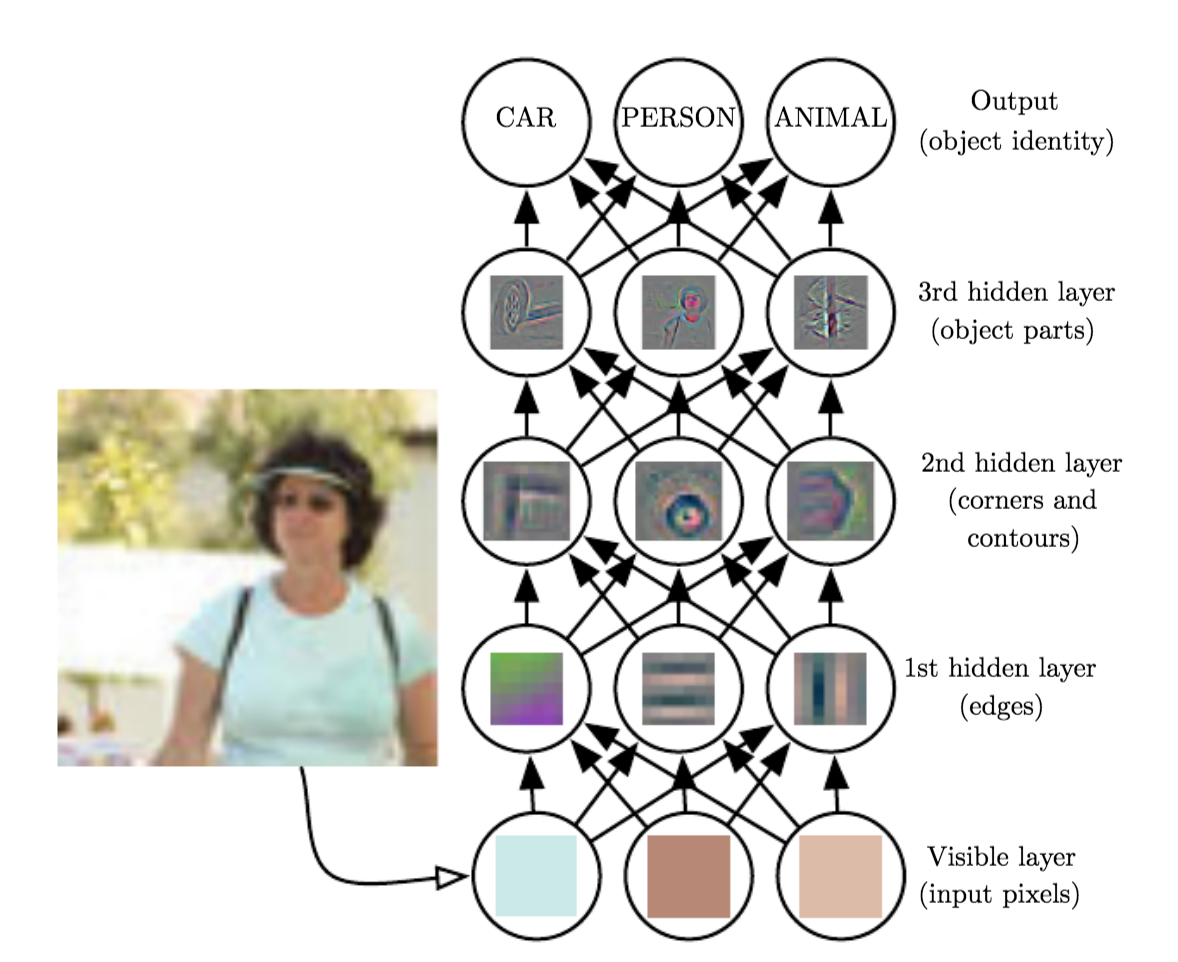 CAR
PERSON
ANIMAL
Output
(object identity)
3rd hidden layer
(object parts)
2nd hidden layer
(corners and
contours)
1st hidden layer
(edges)
Visible layer
(input pixels)